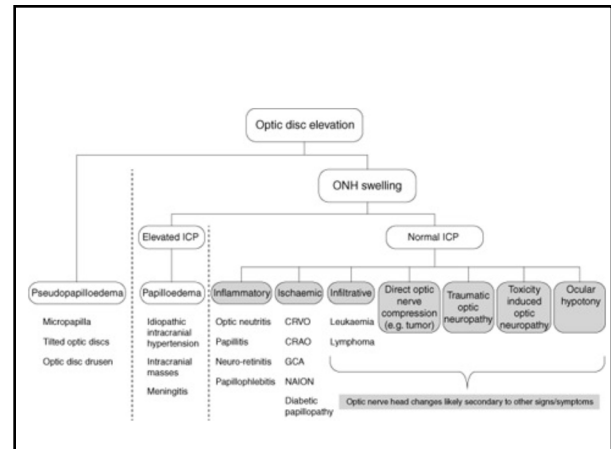 Optic disc elevation
ONH swelling
Elevated ICP
Normal ICP
Pseudopapilloedema
Micropapilla
Tilted optic discs
Optic disc drusen
Papilloedema
Idiopathic
intracranial
hypertension
Intracranial
masses
Meningitis
Inflammatory
Optic neutritis
Papillitis
Neuro-retinitis
Papillophlebitis
Ischaemic
CRVO
CRAO
GCA
NAION
Diabetic
papillopathy
Infiltrative
Leukaemia
Lymphoma
Direct optic
nerve
compression
(e.g. tumor)
Traumatic
optic
neuropathy
Toxicity
induced optic
neuropathy
Ocular
hypotony
Optic nerve head changes likely secondary to other signs/symptoms